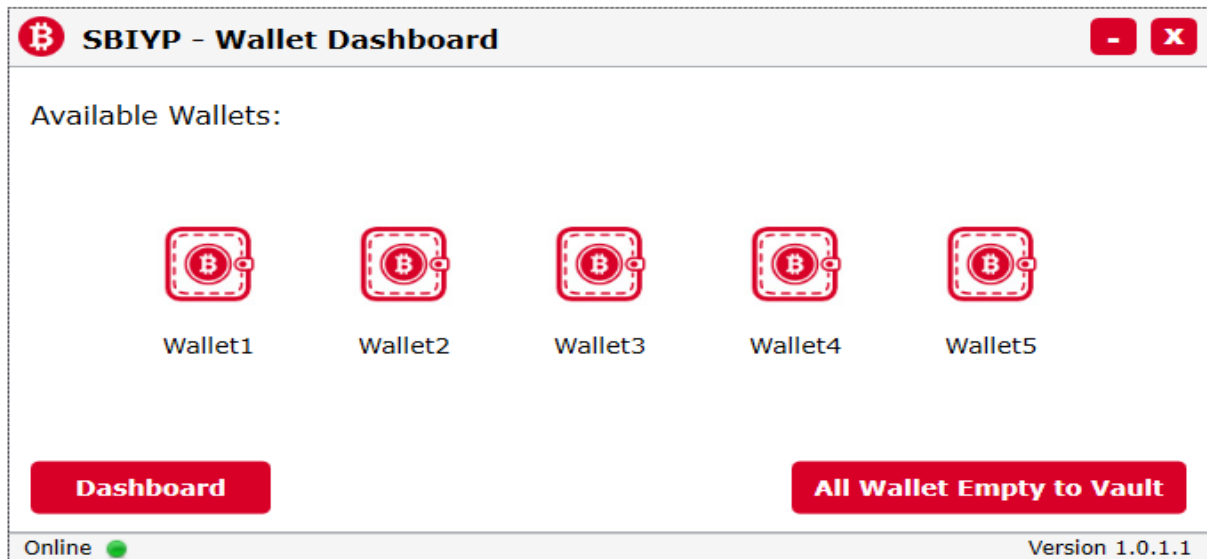 SBIYP - Wallet Dashboard - X
Available Wallets:
Wallet1 Wallet2 Wallet3 Wallet4 Wallet5
Dashboard All Wallet Empty to Vault
Online Version 1.0.1.1